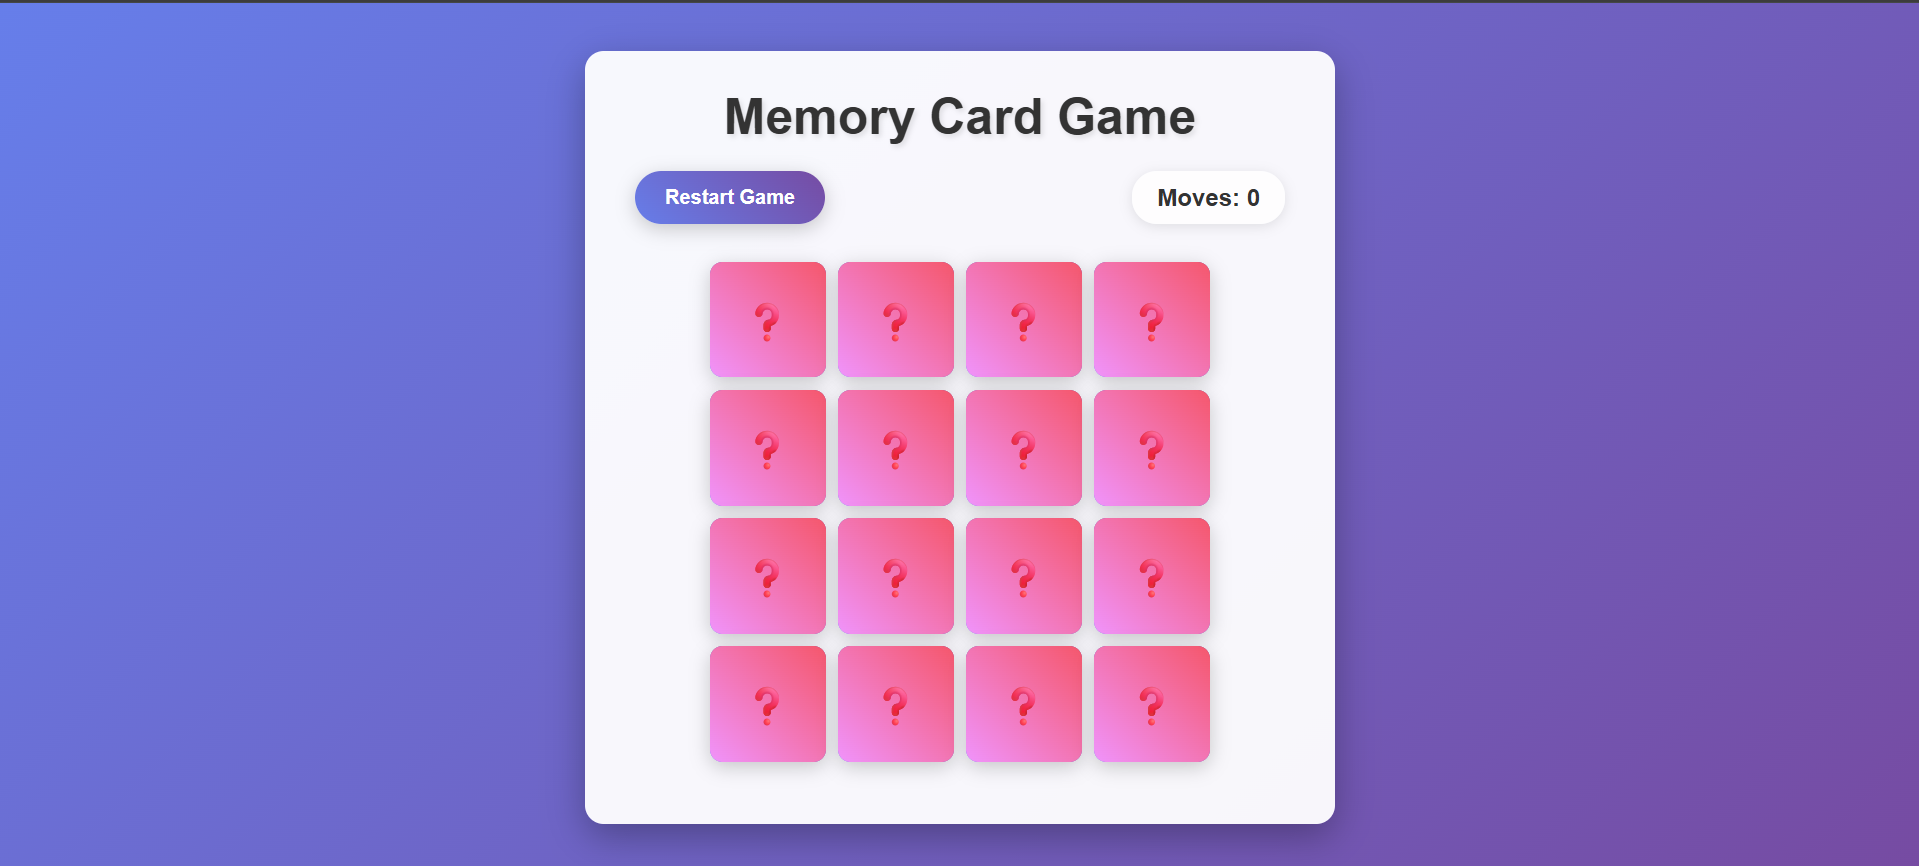 Memory Card Game
Restart Game
Moves: 0
❓ ❓ ❓ ❓
❓ ❓ ❓ ❓
❓ ❓ ❓ ❓
❓ ❓ ❓ ❓